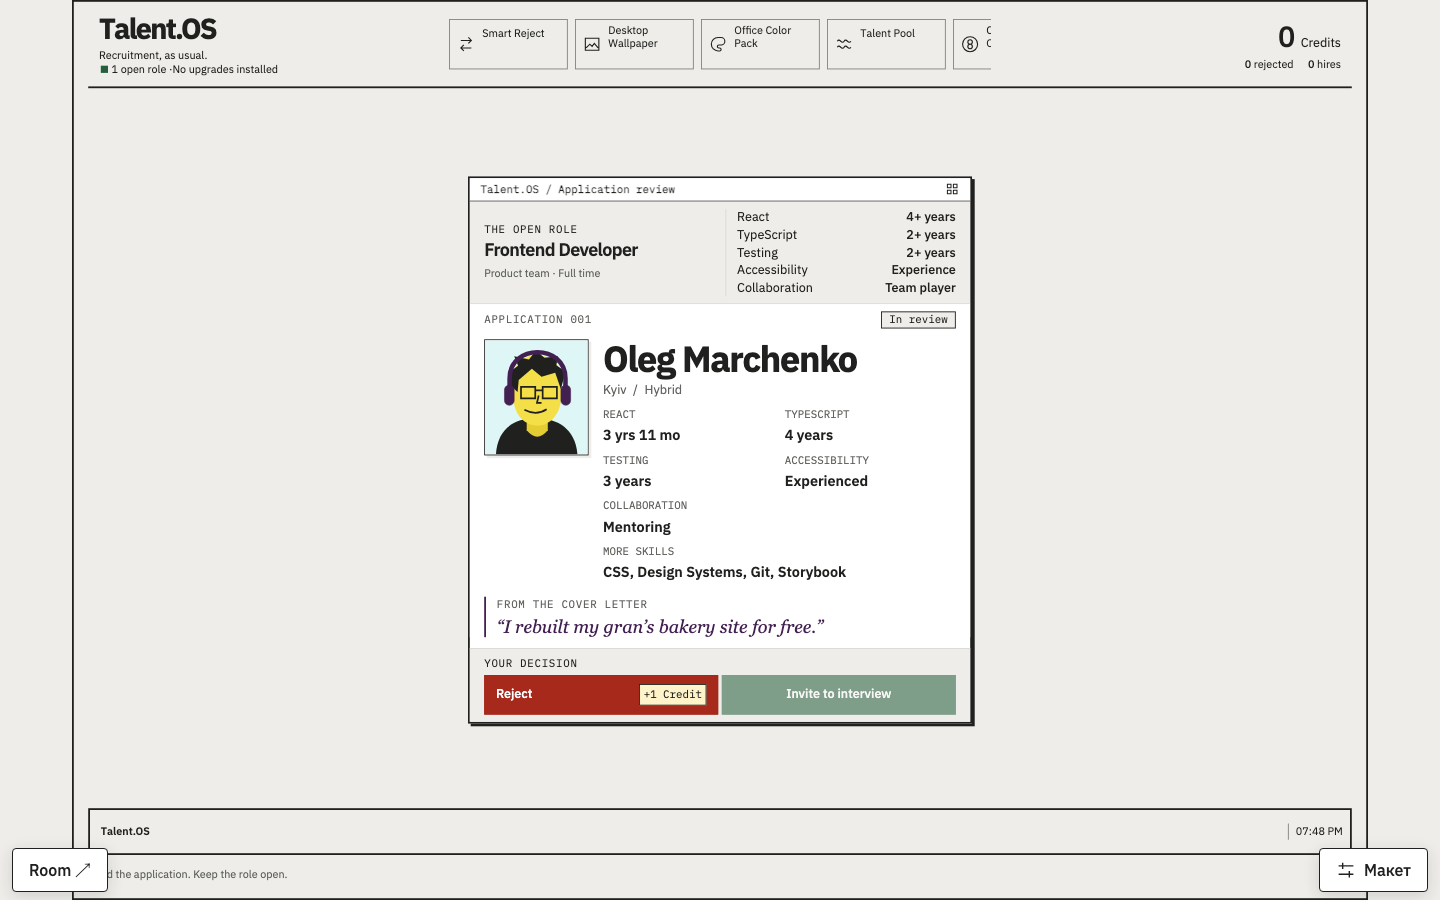 Talent.OS
Recruitment, as usual.
1 open role ·No upgrades installed
Smart Reject
Desktop
Wallpaper
Office Color
Pack
Talent Pool
8
0 Credits
0 rejected 0 hires
Talent.OS / Application review
THE OPEN ROLE
Frontend Developer
Product team · Full time
React 4+ years
TypeScript 2+ years
Testing 2+ years
Accessibility Experience
Collaboration Team player
APPLICATION 001
In review
Oleg Marchenko
Kyiv / Hybrid
REACT TYPESCRIPT
3 yrs 11 mo 4 years
TESTING ACCESSIBILITY
3 years Experienced
COLLABORATION
Mentoring
MORE SKILLS
CSS, Design Systems, Git, Storybook
FROM THE COVER LETTER
“I rebuilt my gran’s bakery site for free.”
YOUR DECISION
Reject +1 Credit Invite to interview
Talent.OS 07:48 PM
the application. Keep the role open.
Room ↗
Макет